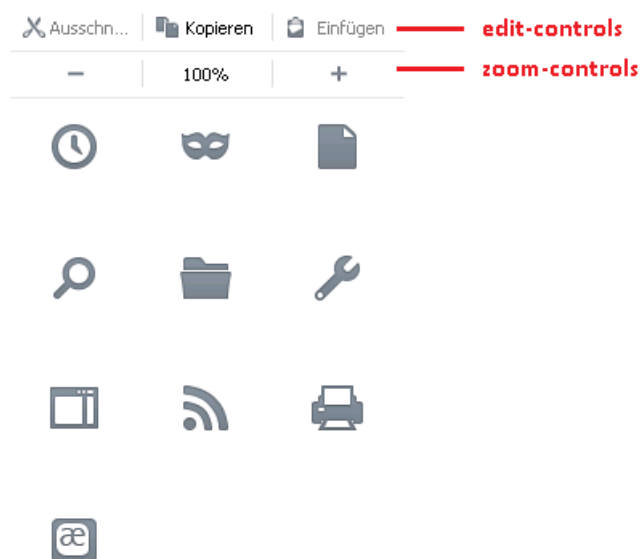 Ausschn... Kopieren Einfügen edit-controls
− 100% + zoom-controls
æ